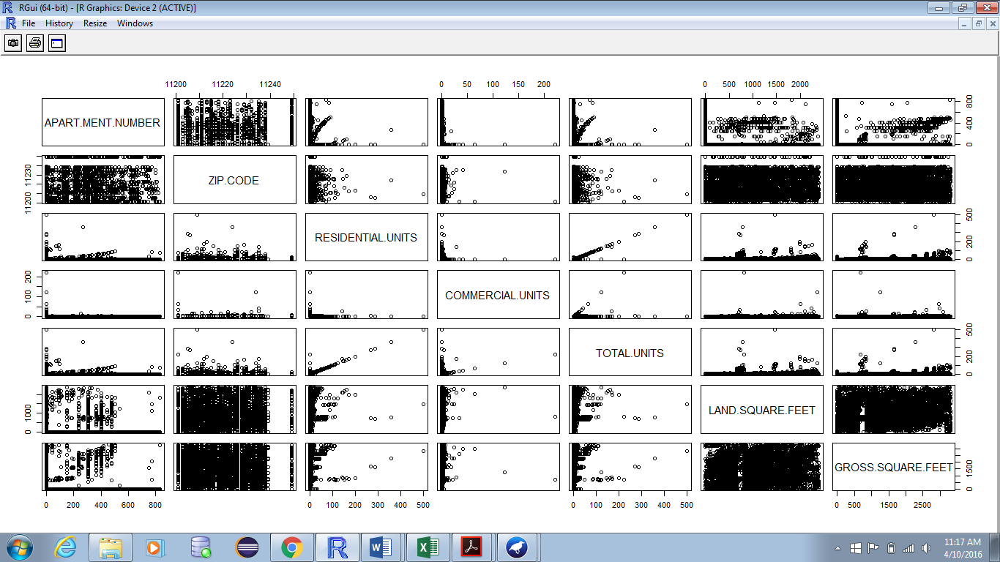 RGui (64-bit) - [R Graphics: Device 2 (ACTIVE)]
File History Resize Windows
11200 11220 11240
0 50 100 150 200
0 500 1000 1500 2000
APART.MENT.NUMBER
0 400 800
11200 11230
ZIP.CODE
RESIDENTIAL.UNITS
0 200 500
0 100 200
COMMERCIAL.UNITS
TOTAL.UNITS
0 200 500
0 1000
LAND.SQUARE.FEET
GROSS.SQUARE.FEET
0 1500
0 200 400 600 800
0 100 200 300 400 500
0 100 200 300 400 500
0 500 1500 2500
11:17 AM
4/10/2016